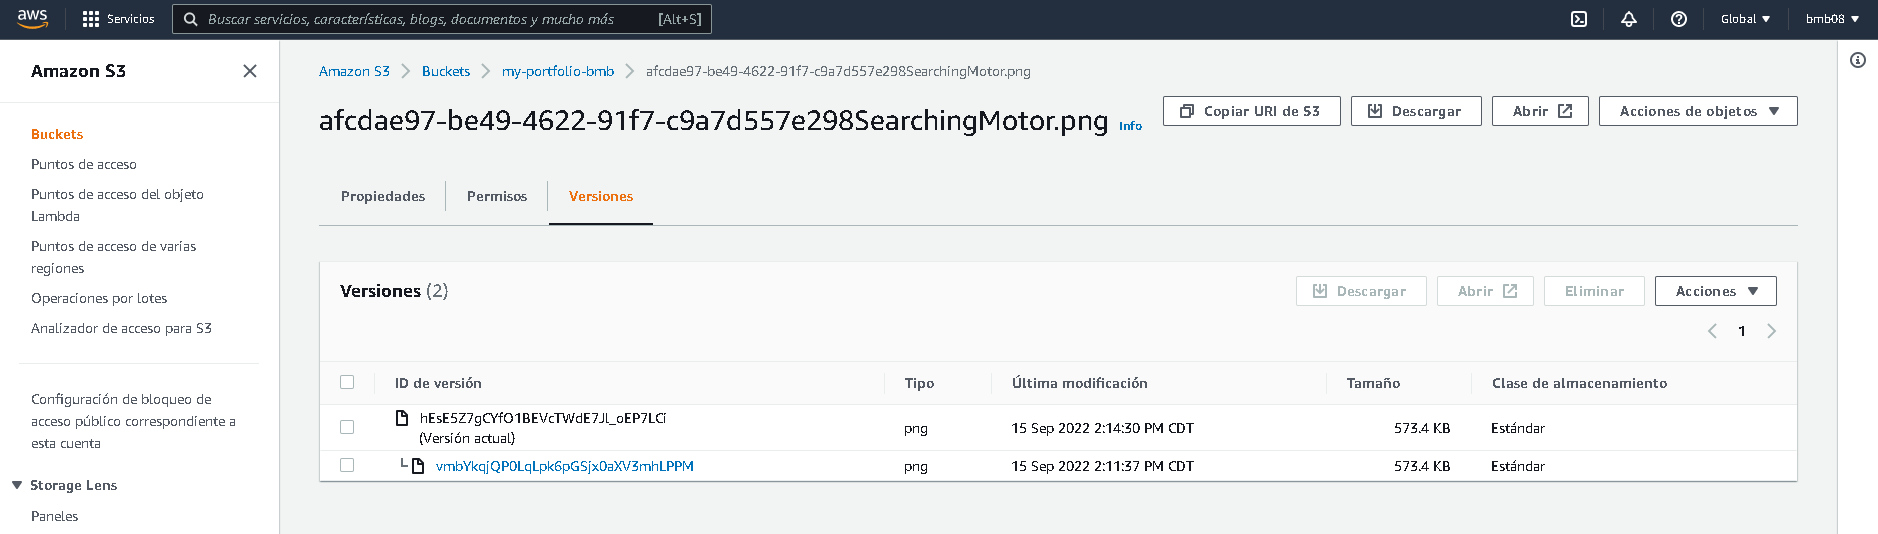 aws Servicios Buscar servicios, características, blogs, documentos y mucho más [Alt+S] Global bmb08
Amazon S3
Buckets
Puntos de acceso
Puntos de acceso del objeto
Lambda
Puntos de acceso de varias
regiones
Operaciones por lotes
Analizador de acceso para S3
Configuración de bloqueo de
acceso público correspondiente a
esta cuenta
Storage Lens
Paneles
Amazon S3 Buckets my-portfolio-bmb afcdae97-be49-4622-91f7-c9a7d557e298SearchingMotor.png
afcdae97-be49-4622-91f7-c9a7d557e298SearchingMotor.png Info
Copiar URI de S3 Descargar Abrir Acciones de objetos
Propiedades Permisos Versiones
Versiones (2)
Descargar Abrir Eliminar Acciones
1
ID de versión Tipo Última modificación Tamaño Clase de almacenamiento
hEsE5Z7gCYfO1BEVcTWdE7Jl_oEP7LCi png 15 Sep 2022 2:14:30 PM CDT 573.4 KB Estándar
(Versión actual)
vmbYkqjQP0LqLpk6pGSjx0aXV3mhLPPM png 15 Sep 2022 2:11:37 PM CDT 573.4 KB Estándar